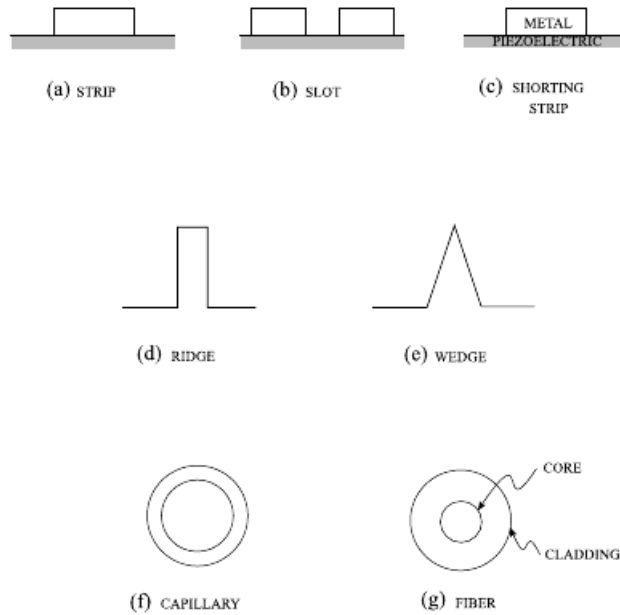 METAL
PIEZOELECTRIC
(a) STRIP
(b) SLOT
(c) SHORTING
STRIP
(d) RIDGE
(e) WEDGE
CORE
CLADDING
(f) CAPILLARY
(g) FIBER